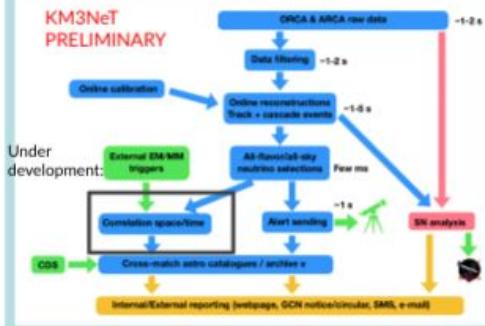 KM3NeT
PRELIMINARY
ORCA & ARCA raw data
~1-2 s
Data filtering
~1-2s
Online calibration
Online reconstructions
Track + cascade events
~1-5 s
Under
development:
External EM/MM
triggers
All-flavor/all-sky
neutrino selections
Few ms
~1 s
Correlation space/time
Alert sending
SN analysis
CDS
Cross-match astro catalogues / archive ν
Internal/External reporting (webpage, GCN notice/circular, SMS, e-mail)